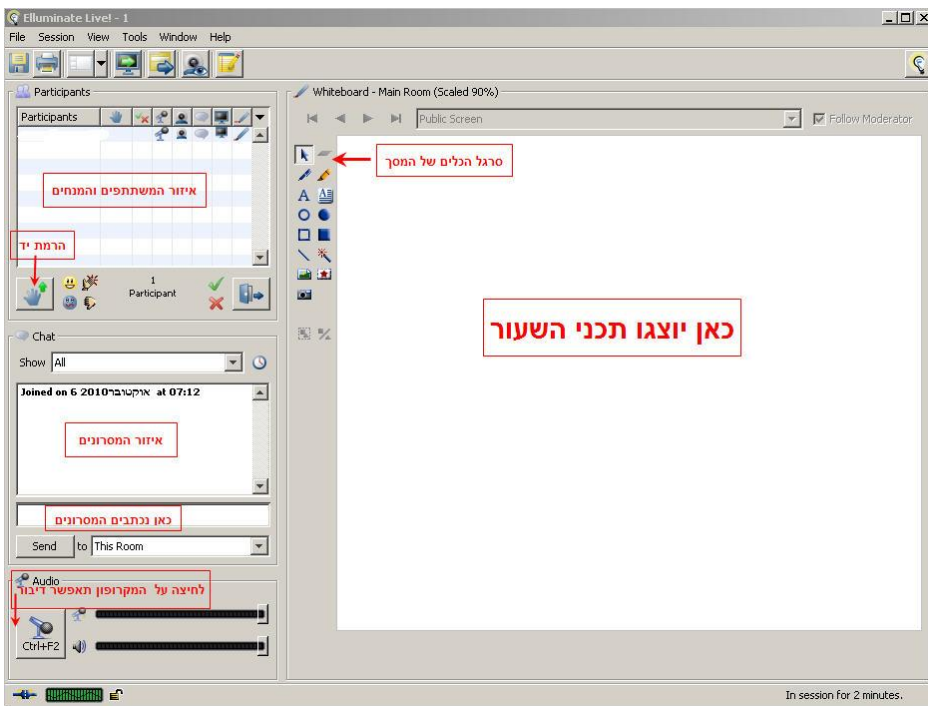 Elluminate Live! - 1
File Session View Tools Window Help
Participants
Participants
איזור המשתתפים והמנחים
הרמת יד
1
Participant
Chat
Show All
Joined on 6 אוקטובר2010 at 07:12
איזור המסרונים
כאן נכתבים המסרונים
Send to This Room
Audio
לחיצה על המקרופון תאפשר דיבור
Ctrl+F2
Whiteboard - Main Room (Scaled 90%)
Public Screen Follow Moderator
סרגל הכלים של המסך
A A
כאן יוצגו תכני השעור
In session for 2 minutes.